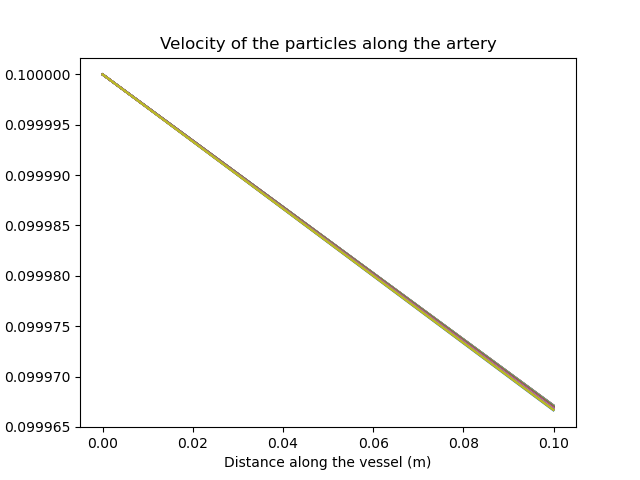 Velocity of the particles along the artery
0.100000
0.099995
0.099990
0.099985
0.099980
0.099975
0.099970
0.099965
0.00 0.02 0.04 0.06 0.08 0.10
Distance along the vessel (m)